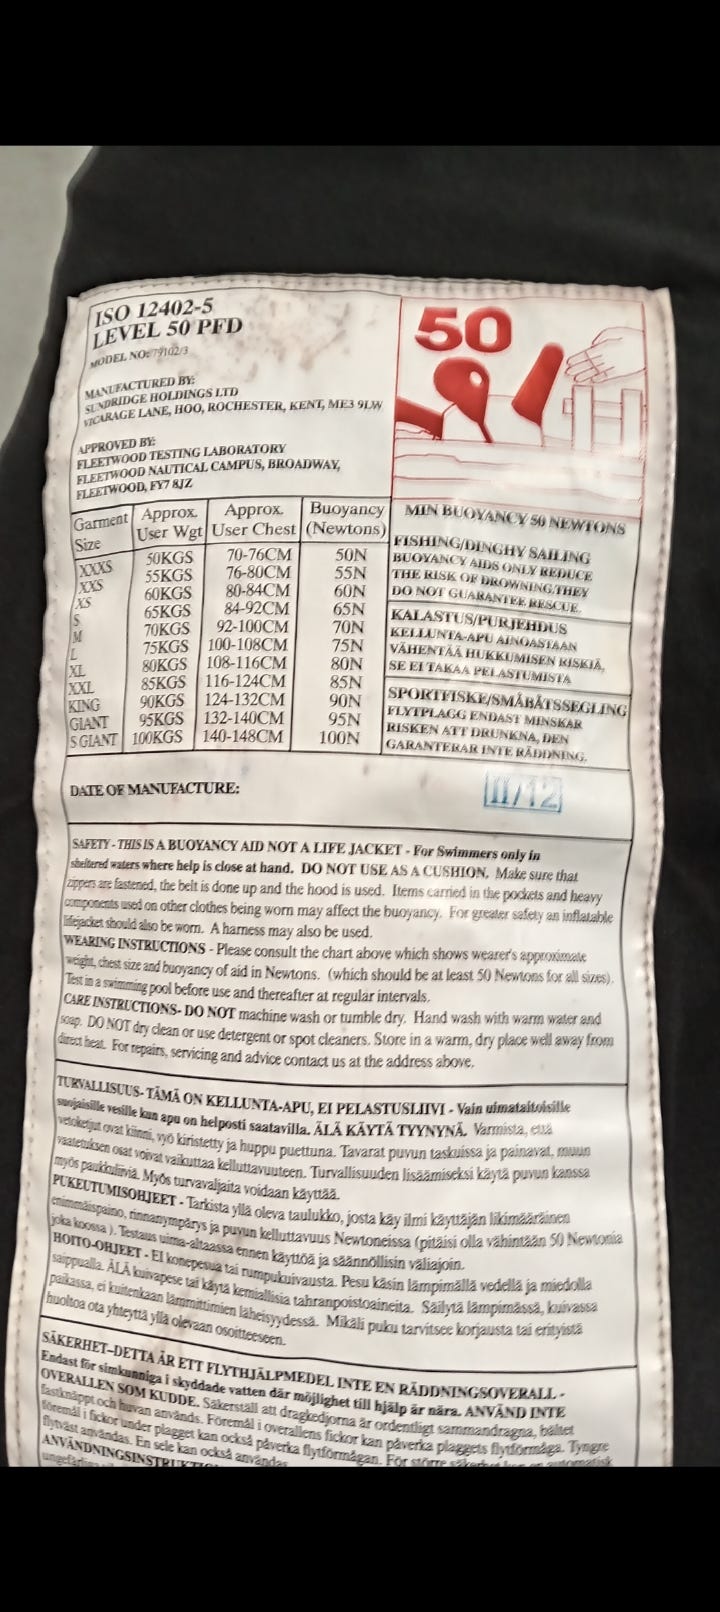 ISO 12402-5
LEVEL 50 PFD
MODEL NO: 79102/3
MANUFACTURED BY:
SUNDRIDGE HOLDINGS LTD
VICARAGE LANE, HOO, ROCHESTER, KENT, ME3 9LW
APPROVED BY:
FLEETWOOD TESTING LABORATORY
FLEETWOOD NAUTICAL CAMPUS, BROADWAY,
FLEETWOOD, FY7 8JZ
50
Garment Size Approx. User Wgt Approx. User Chest Buoyancy (Newtons)
XXXS 50KGS 70-76CM 50N
XXS 55KGS 76-80CM 55N
XS 60KGS 80-84CM 60N
S 65KGS 84-92CM 65N
M 70KGS 92-100CM 70N
L 75KGS 100-108CM 75N
XL 80KGS 108-116CM 80N
XXL 85KGS 116-124CM 85N
KING 90KGS 124-132CM 90N
GIANT 95KGS 132-140CM 95N
S GIANT 100KGS 140-148CM 100N
MIN BUOYANCY 50 NEWTONS
FISHING/DINGHY SAILING
BUOYANCY AIDS ONLY REDUCE
THE RISK OF DROWNING.THEY
DO NOT GUARANTEE RESCUE.
KALASTUS/PURJEHDUS
KELLUNTA-APU AINOASTAAN
VÄHENTÄÄ HUKKUMISEN RISKIÄ,
SE EI TAKAA PELASTUMISTA
SPORTFISKE/SMÅBÅTSSEGLING
FLYTPLAGG ENDAST MINSKAR
RISKEN ATT DRUNKNA, DEN
GARANTERAR INTE RÄDDNING.
DATE OF MANUFACTURE:
11/12
SAFETY - THIS IS A BUOYANCY AID NOT A LIFE JACKET - For Swimmers only in
sheltered waters where help is close at hand. DO NOT USE AS A CUSHION. Make sure that
zippers are fastened, the belt is done up and the hood is used. Items carried in the pockets and heavy
components used on other clothes being worn may affect the buoyancy. For greater safety an inflatable
lifejacket should also be worn. A harness may also be used.
WEARING INSTRUCTIONS - Please consult the chart above which shows wearer's approximate
weight, chest size and buoyancy of aid in Newtons. (which should be at least 50 Newtons for all sizes).
Test in a swimming pool before use and thereafter at regular intervals.
CARE INSTRUCTIONS- DO NOT machine wash or tumble dry. Hand wash with warm water and
soap. DO NOT dry clean or use detergent or spot cleaners. Store in a warm, dry place well away from
direct heat. For repairs, servicing and advice contact us at the address above.
TURVALLISUUS- TÄMÄ ON KELLUNTA-APU, EI PELASTUSLIIVI - Vain uimataitoisille
suojaisille vesille kun apu on helposti saatavilla. ÄLÄ KÄYTÄ TYYNYNÄ. Varmista, että
vetoketjut ovat kiinni, vyö kiristetty ja huppu puettuna. Tavarat puvun taskuissa ja painavat, muun
vaatetuksen osat voivat vaikuttaa kelluttavuuteen. Turvallisuuden lisäämiseksi käytä puvun kanssa
myös paukkuliiviä. Myös turvavaljaita voidaan käyttää.
PUKEUTUMISOHJEET - Tarkista yllä oleva taulukko, josta käy ilmi käyttäjän likimääräinen
enimmäispaino, rinnanympärys ja puvun kelluttavuus Newtoneissa (pitäisi olla vähintään 50 Newtonia
joka koossa ). Testaus uima-altaassa ennen käyttöä ja säännöllisin väliajoin.
HOITO-OHJEET - EI konepesua tai rumpukuivausta. Pesu käsin lämpimällä vedellä ja miedolla
saippualla. ÄLÄ kuivapese tai käytä kemiallisia tahranpoistoaineita. Säilytä lämpimässä, kuivassa
paikassa, ei kuitenkaan lämmittimien läheisyydessä. Mikäli puku tarvitsee korjausta tai erityistä
huoltoa ota yhteyttä yllä olevaan osoitteeseen.
SÄKERHET-DETTA ÄR ETT FLYTHJÄLPMEDEL INTE EN RÄDDNINGSOVERALL -
Endast för simkunniga i skyddade vatten där möjlighet till hjälp är nära. ANVÄND INTE
OVERALLEN SOM KUDDE. Säkerställ att dragkedjorna är ordentligt sammandragna, bältet
fastknäppt och huvan används. Föremål i overallens fickor kan påverka plaggets flytförmåga. Tyngre
föremål i fickor under plagget kan också påverka flytförmågan. För större säkerhet kan en automatisk
flytväst användas. En sele kan också användas.